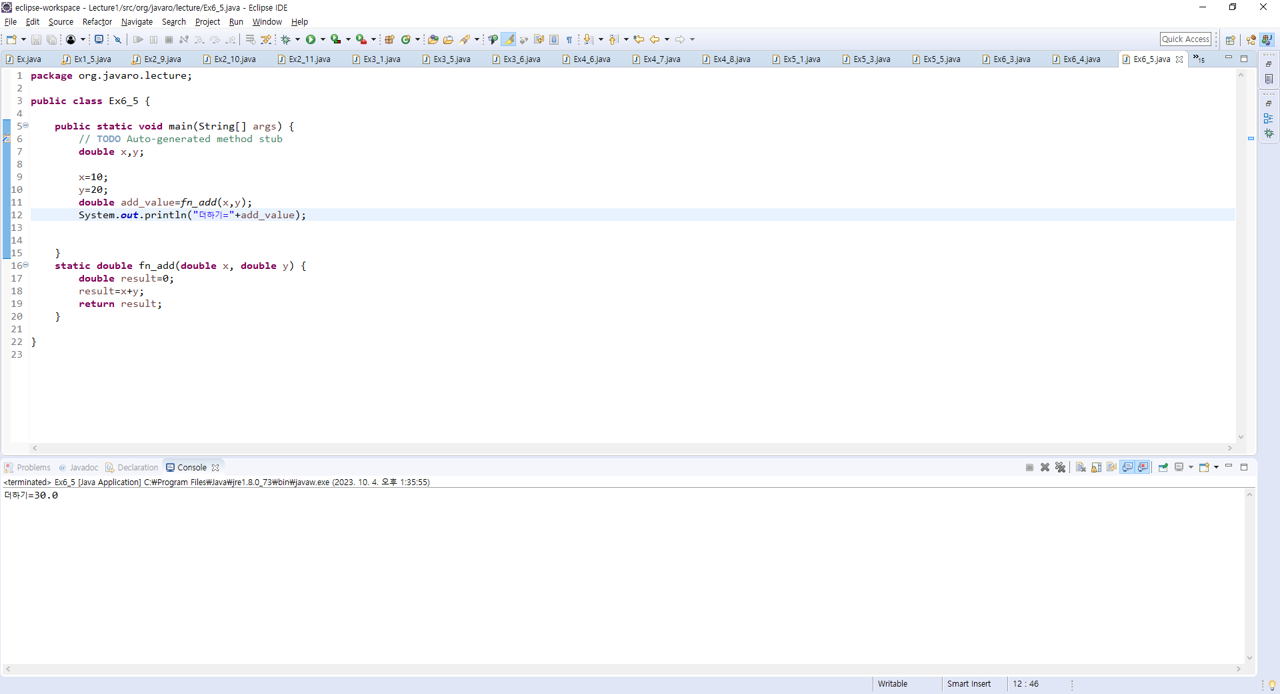 eclipse-workspace - Lecture1/src/org/javaro/lecture/Ex6_5.java - Eclipse IDE
File Edit Source Refactor Navigate Search Project Run Window Help
Quick Access
Ex.java Ex1_5.java Ex2_9.java Ex2_10.java Ex2_11.java Ex3_1.java Ex3_5.java Ex3_6.java Ex4_6.java Ex4_7.java Ex4_8.java Ex5_1.java Ex5_3.java Ex5_5.java Ex6_3.java Ex6_4.java Ex6_5.java »15
1 package org.javaro.lecture;
2
3 public class Ex6_5 {
4
5 public static void main(String[] args) {
6 // TODO Auto-generated method stub
7 double x,y;
8
9 x=10;
10 y=20;
11 double add_value=fn_add(x,y);
12 System.out.println("더하기="+add_value);
13
14
15 }
16 static double fn_add(double x, double y) {
17 double result=0;
18 result=x+y;
19 return result;
20 }
21
22 }
23
Problems @ Javadoc Declaration Console
<terminated> Ex6_5 [Java Application] C:₩Program Files₩Java₩jre1.8.0_73₩bin₩javaw.exe (2023. 10. 4. 오후 1:35:55)
더하기=30.0
Writable Smart Insert 12 : 46